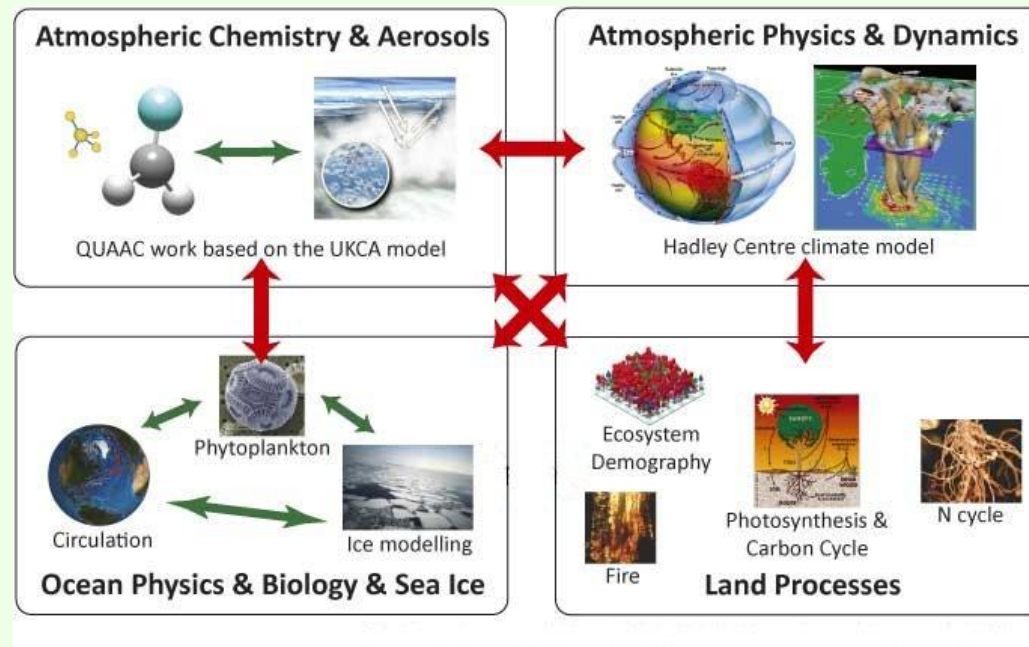 Atmospheric Chemistry & Aerosols
QUAAC work based on the UKCA model
Atmospheric Physics & Dynamics
Hadley Centre climate model
Phytoplankton
Circulation
Ice modelling
Ocean Physics & Biology & Sea Ice
Ecosystem
Demography
Fire
Photosynthesis &
Carbon Cycle
N cycle
Land Processes